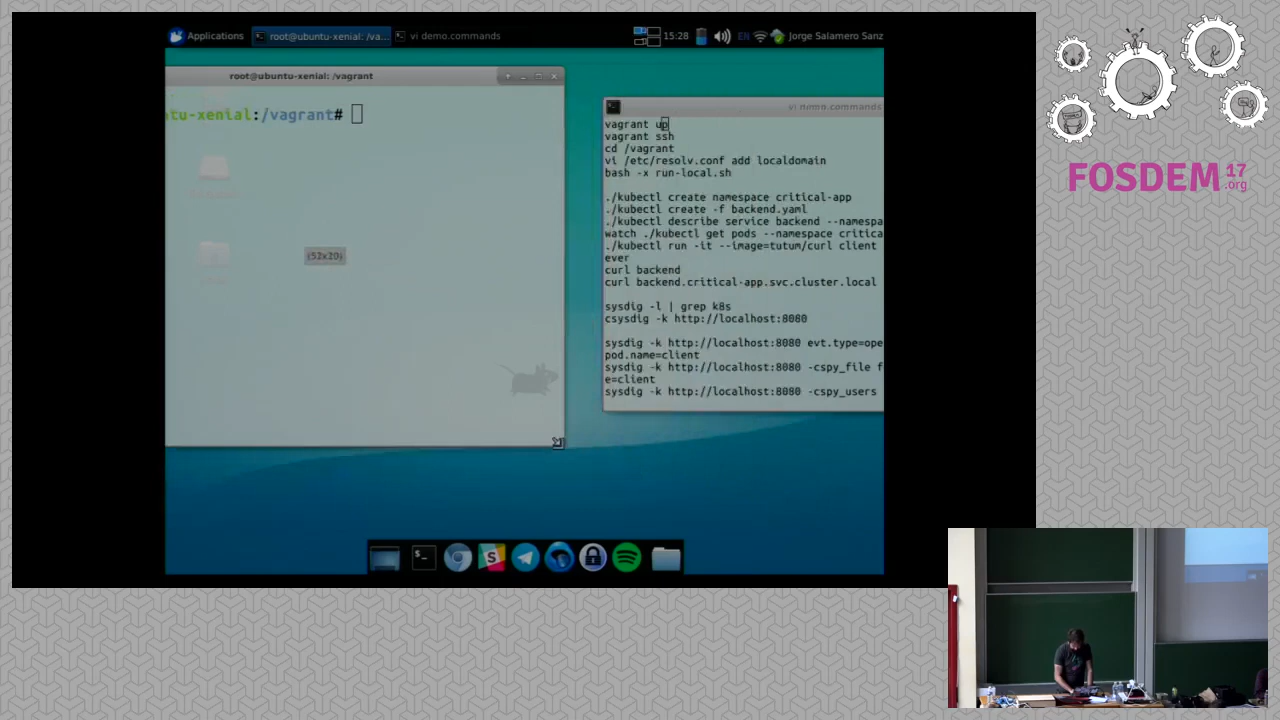 Applications
root@ubuntu-xenial: /va...
vi demo.commands
15:28
EN
Jorge Salamero Sanz
root@ubuntu-xenial: /vagrant
tu-xenial:/vagrant#
(52x20)
vi demo.commands
vagrant up
vagrant ssh
cd /vagrant
vi /etc/resolv.conf add localdomain
bash -x run-local.sh
./kubectl create namespace critical-app
./kubectl create -f backend.yaml
./kubectl describe service backend --namespa
watch ./kubectl get pods --namespace critica
./kubectl run -it --image=tutum/curl client
ever
curl backend
curl backend.critical-app.svc.cluster.local
sysdig -l | grep k8s
csysdig -k http://localhost:8080
sysdig -k http://localhost:8080 evt.type=ope
pod.name=client
sysdig -k http://localhost:8080 -cspy_file f
e=client
sysdig -k http://localhost:8080 -cspy_users
FOSDEM 17
.org